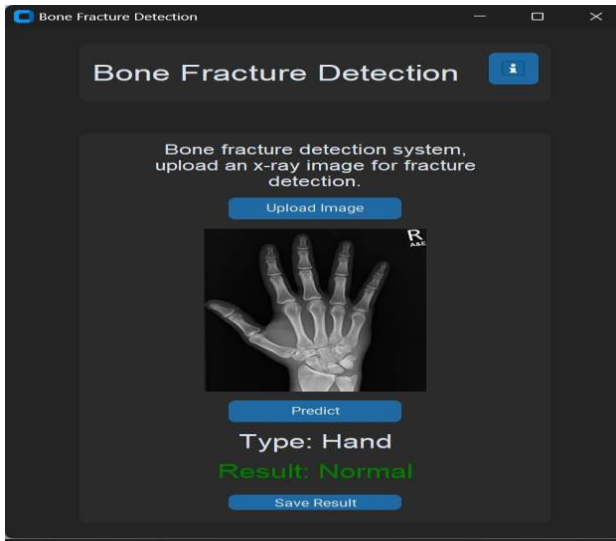 Bone Fracture Detection
Bone Fracture Detection
i
Bone fracture detection system,
upload an x-ray image for fracture
detection.
Upload Image
R
A&E
Predict
Type: Hand
Result: Normal
Save Result